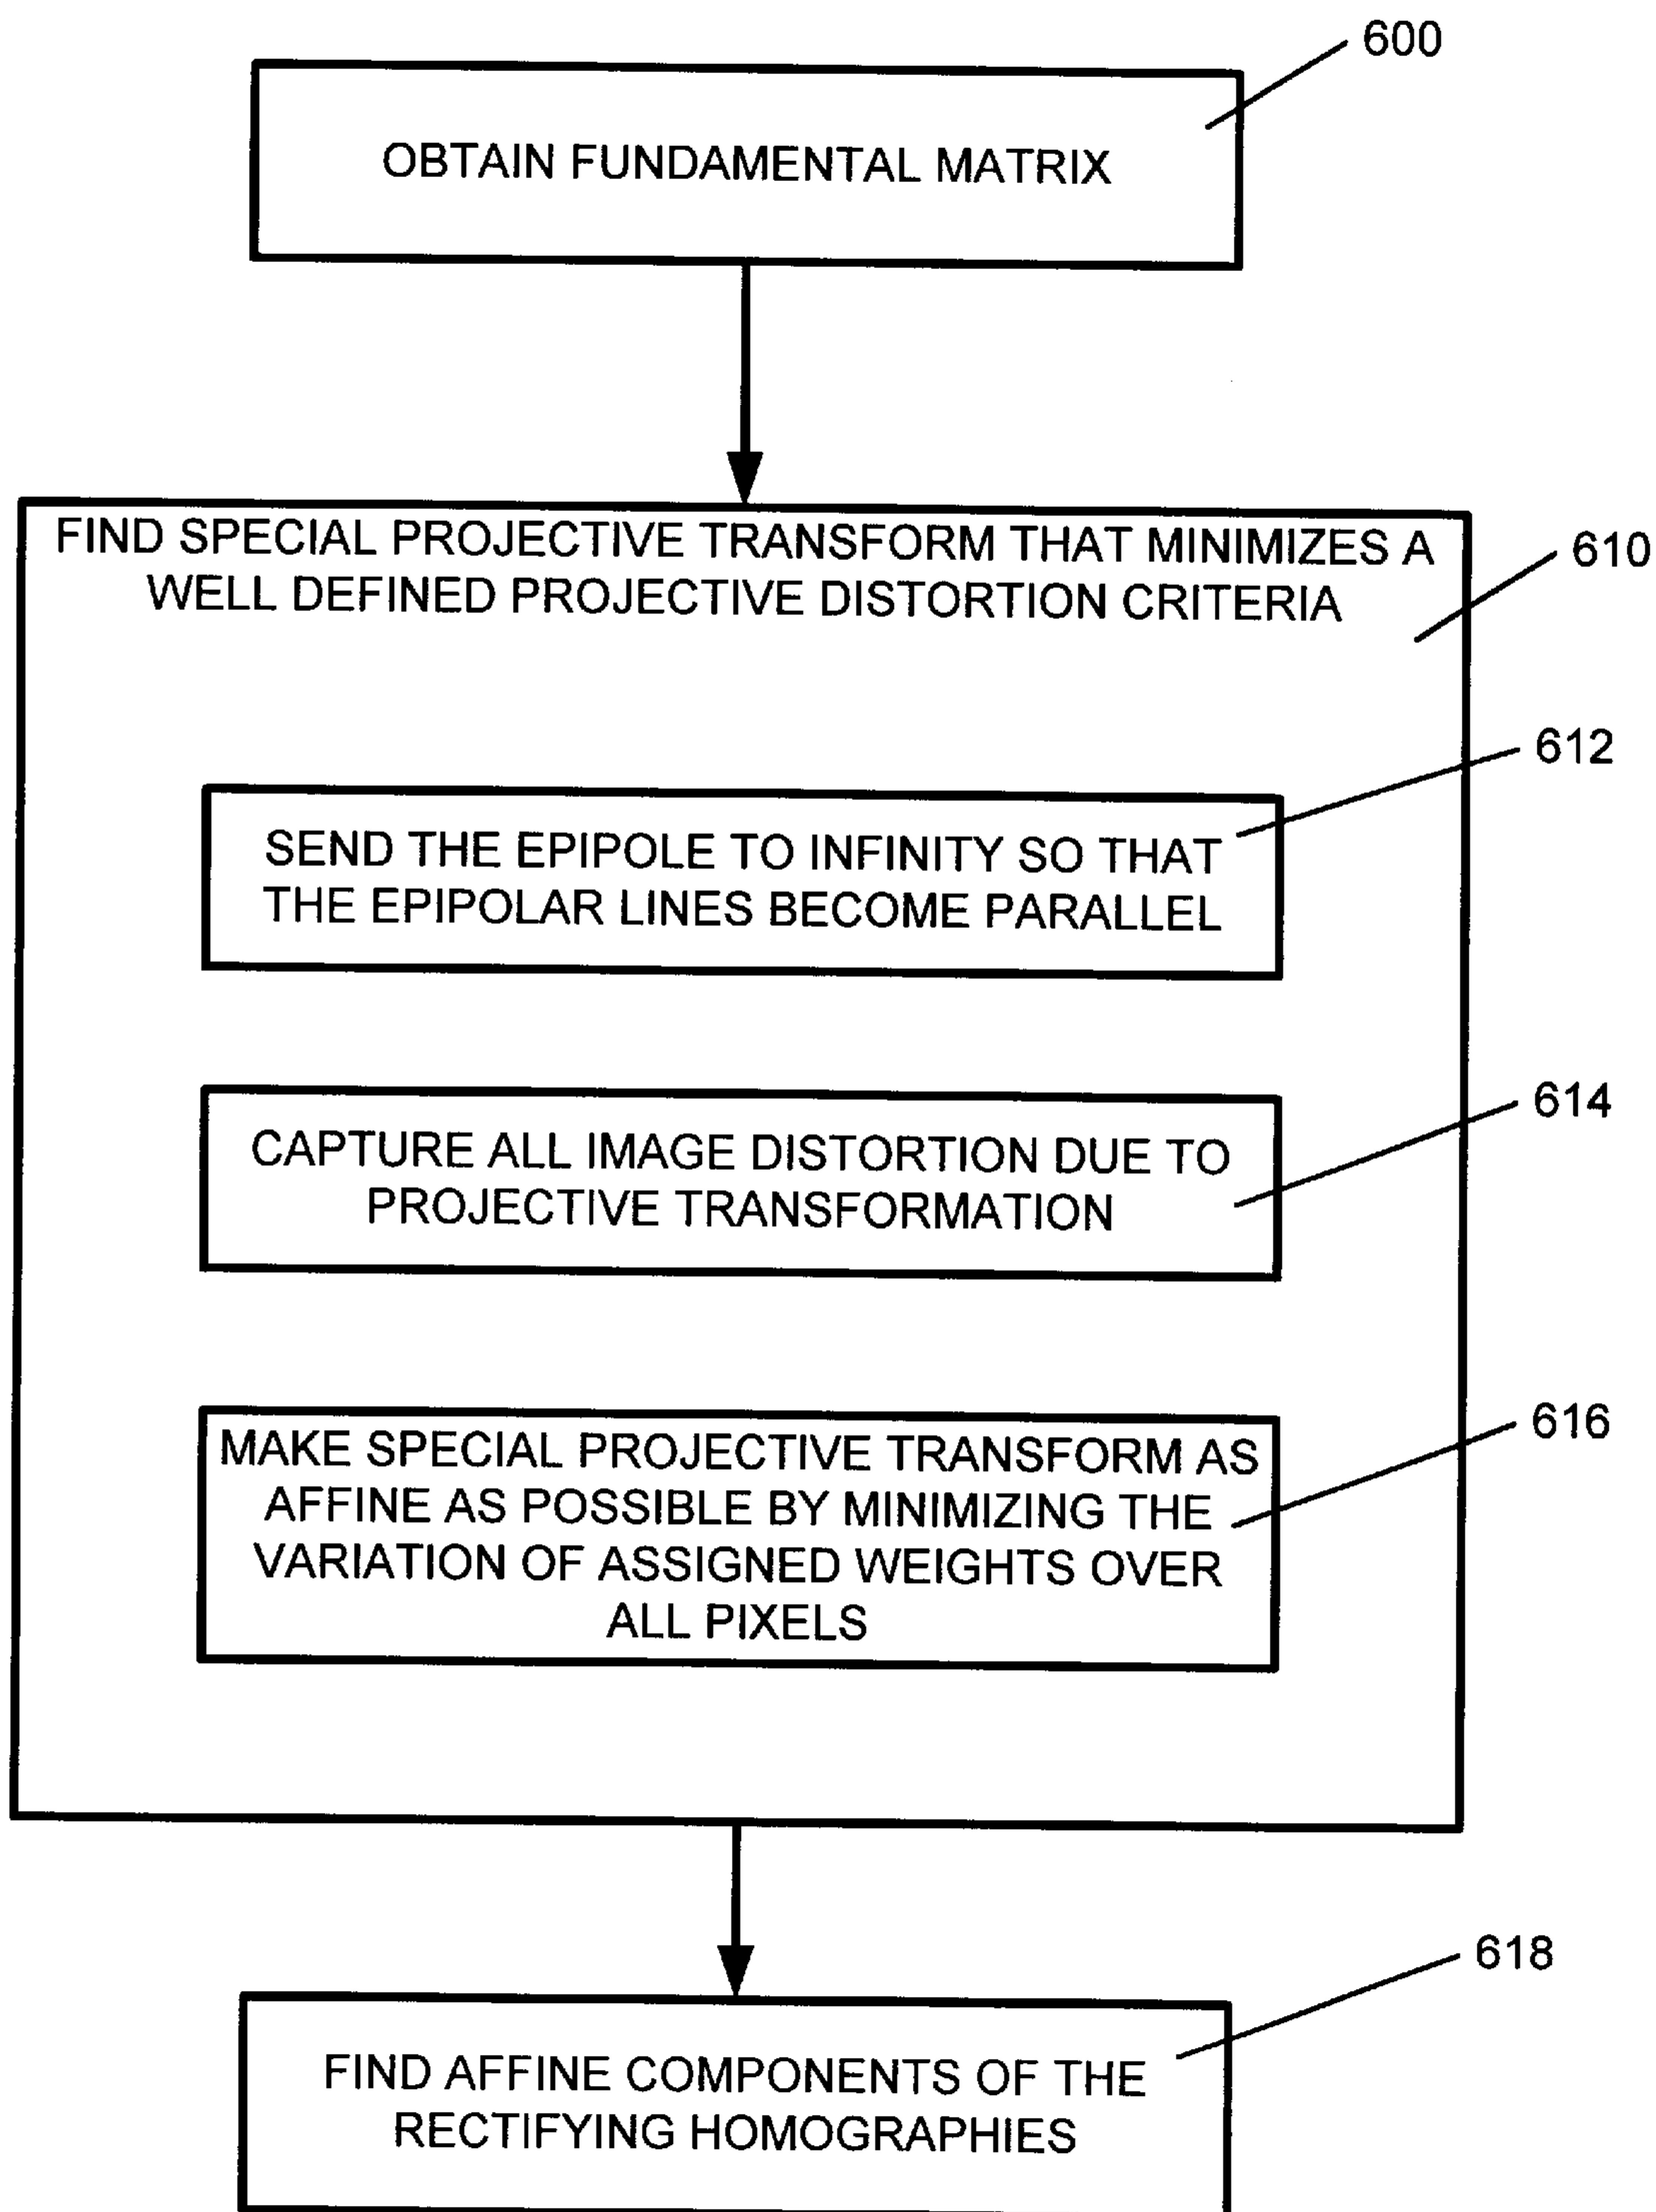 600
OBTAIN FUNDAMENTAL MATRIX
FIND SPECIAL PROJECTIVE TRANSFORM THAT MINIMIZES A
WELL DEFINED PROJECTIVE DISTORTION CRITERIA
610
612
SEND THE EPIPOLE TO INFINITY SO THAT
THE EPIPOLAR LINES BECOME PARALLEL
614
CAPTURE ALL IMAGE DISTORTION DUE TO
PROJECTIVE TRANSFORMATION
616
MAKE SPECIAL PROJECTIVE TRANSFORM AS
AFFINE AS POSSIBLE BY MINIMIZING THE
VARIATION OF ASSIGNED WEIGHTS OVER
ALL PIXELS
618
FIND AFFINE COMPONENTS OF THE
RECTIFYING HOMOGRAPHIES